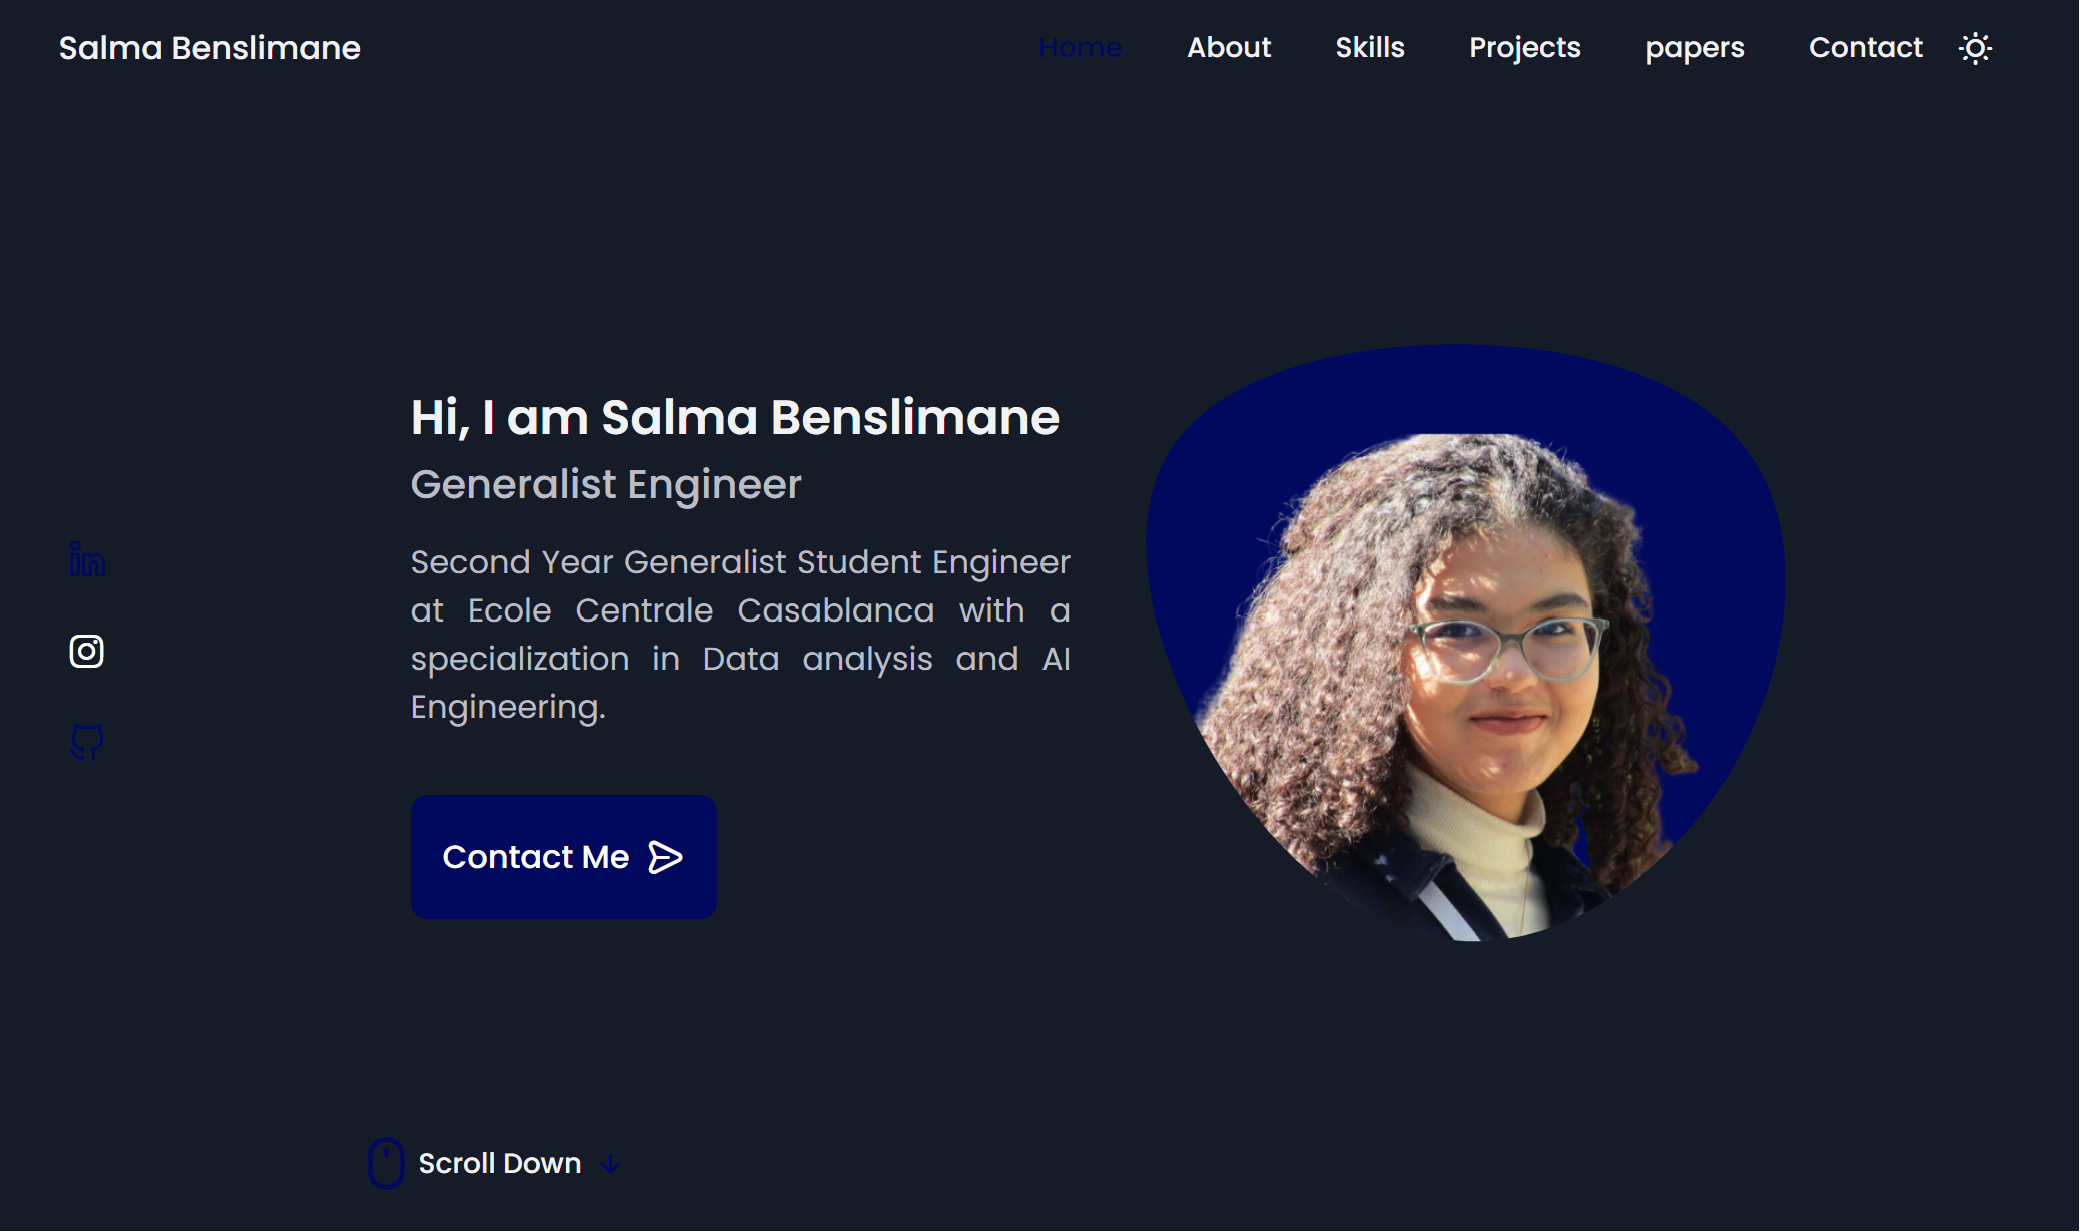 Salma Benslimane
Home About Skills Projects papers Contact
Hi, I am Salma Benslimane
Generalist Engineer
Second Year Generalist Student Engineer
at Ecole Centrale Casablanca with a
specialization in Data analysis and AI
Engineering.
Contact Me
Scroll Down